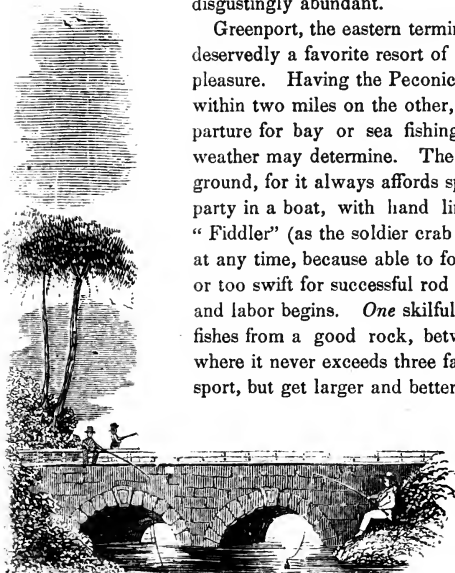 disgustingly abundant.
Greenport, the eastern termin
deservedly a favorite resort of
pleasure. Having the Peconic
within two miles on the other,
parture for bay or sea fishing
weather may determine. The
ground, for it always affords s
party in a boat, with hand li
“ Fiddler” (as the soldier crab
at any time, because able to fo
or too swift for successful rod
and labor begins. One skilful
fishes from a good rock, betv
where it never exceeds three fa
sport, but get larger and better